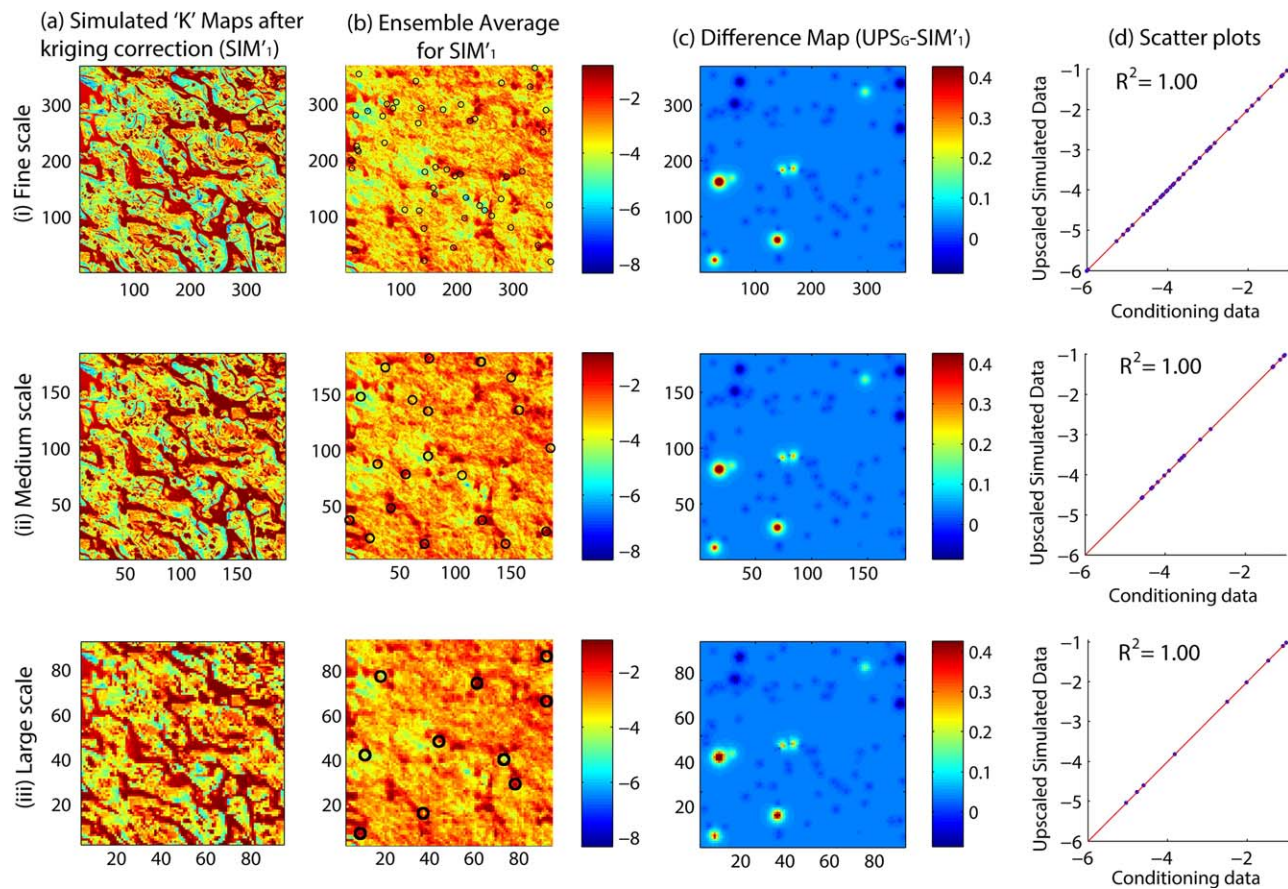 (a) Simulated ‘K’ Maps after
kriging correction (SIM’₁)
(b) Ensemble Average
for SIM’₁
(c) Difference Map (UPSG-SIM’₁)
(d) Scatter plots
(i) Fine scale
300
200
100
100 200 300
100 200 300
−2
−4
−6
−8
300
200
100
100 200 300
0.4
0.3
0.2
0.1
0
Upscaled Simulated Data
−1
−2
−3
−4
−5
−6
R² = 1.00
−6 −4 −2
Conditioning data
(ii) Medium scale
150
100
50
50 100 150
150
100
50
50 100 150
−2
−4
−6
−8
150
100
50
50 100 150
0.4
0.3
0.2
0.1
0
Upscaled Simulated Data
−1
−2
−3
−4
−5
−6
R² = 1.00
−6 −4 −2
Conditioning data
(iii) Large scale
80
60
40
20
20 40 60 80
80
60
40
20
20 40 60 80
−2
−4
−6
−8
80
60
40
20
20 40 60 80
0.4
0.3
0.2
0.1
0
Upscaled Simulated Data
−1
−2
−3
−4
−5
−6
R² = 1.00
−6 −4 −2
Conditioning data